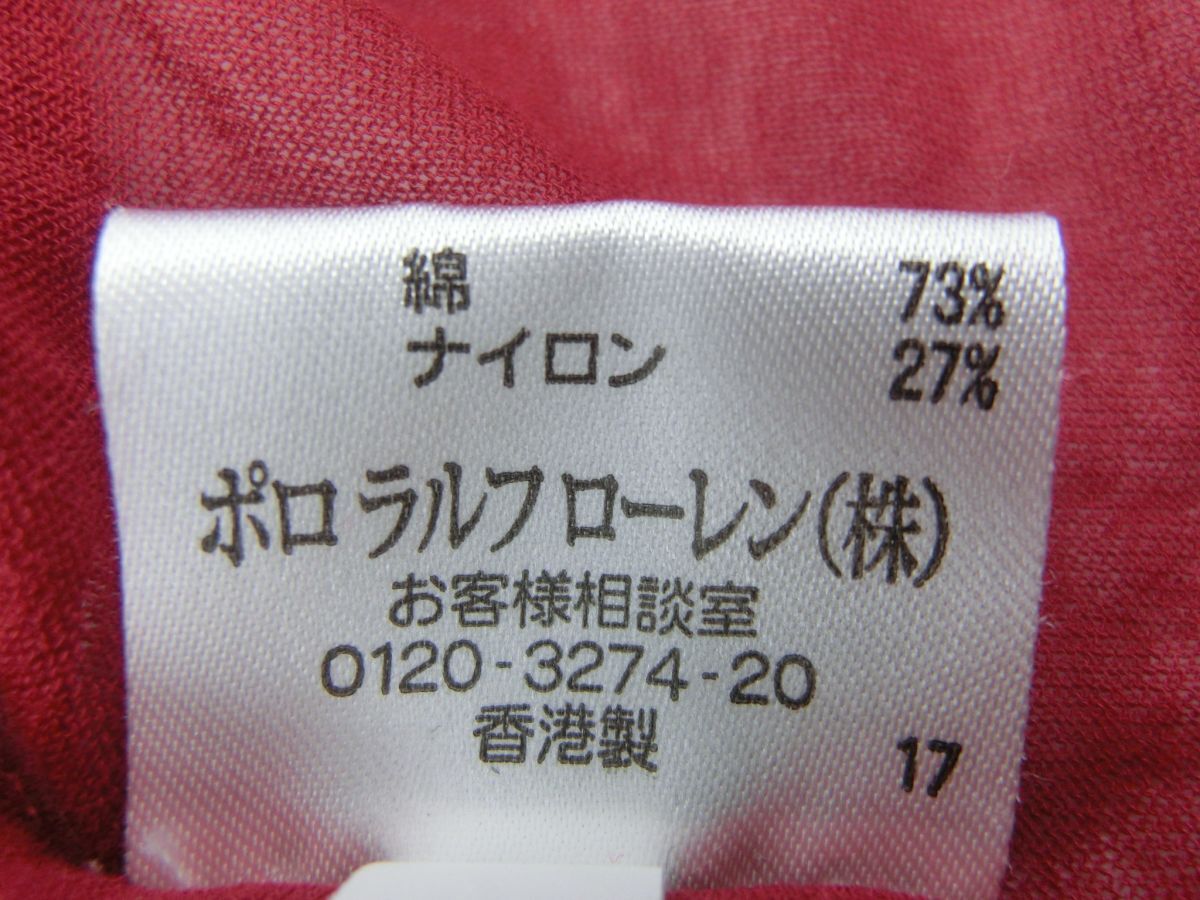 綿 73%
ナイロン 27%
ポロ ラルフ ローレン(株)
お客様相談室
0120-3274-20
香港製
17